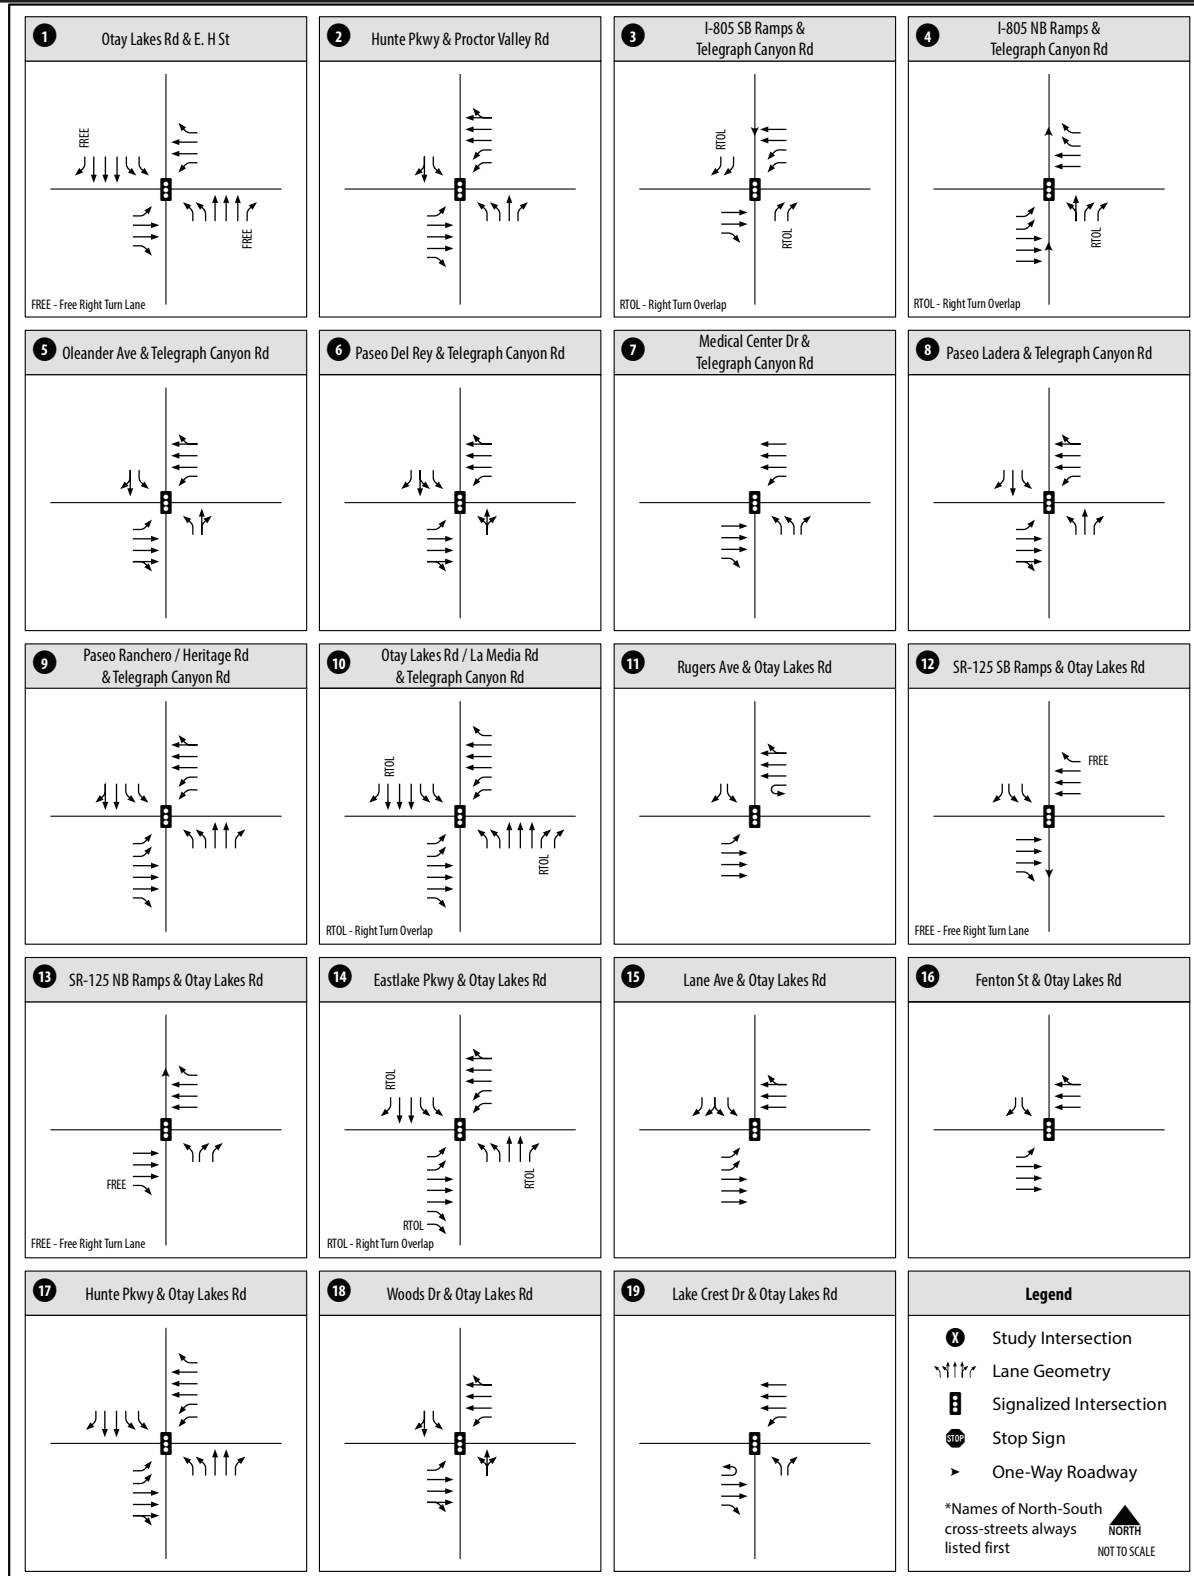 1
Otay Lakes Rd & E. H St
FREE
FREE
FREE - Free Right Turn Lane
2
Hunte Pkwy & Proctor Valley Rd
3
I-805 SB Ramps &
Telegraph Canyon Rd
RTOL
RTOL
RTOL - Right Turn Overlap
4
I-805 NB Ramps &
Telegraph Canyon Rd
RTOL
RTOL - Right Turn Overlap
5
Oleander Ave & Telegraph Canyon Rd
6
Paseo Del Rey & Telegraph Canyon Rd
7
Medical Center Dr &
Telegraph Canyon Rd
8
Paseo Ladera & Telegraph Canyon Rd
9
Paseo Ranchero / Heritage Rd
& Telegraph Canyon Rd
10
Otay Lakes Rd / La Media Rd
& Telegraph Canyon Rd
RTOL
RTOL
RTOL - Right Turn Overlap
11
Rugers Ave & Otay Lakes Rd
12
SR-125 SB Ramps & Otay Lakes Rd
FREE
FREE - Free Right Turn Lane
13
SR-125 NB Ramps & Otay Lakes Rd
FREE
FREE - Free Right Turn Lane
14
Eastlake Pkwy & Otay Lakes Rd
RTOL
RTOL
RTOL
RTOL - Right Turn Overlap
15
Lane Ave & Otay Lakes Rd
16
Fenton St & Otay Lakes Rd
17
Hunte Pkwy & Otay Lakes Rd
18
Woods Dr & Otay Lakes Rd
19
Lake Crest Dr & Otay Lakes Rd
Legend
X Study Intersection
Lane Geometry
Signalized Intersection
STOP Stop Sign
One-Way Roadway
*Names of North-South
cross-streets always
listed first
NORTH
NOT TO SCALE